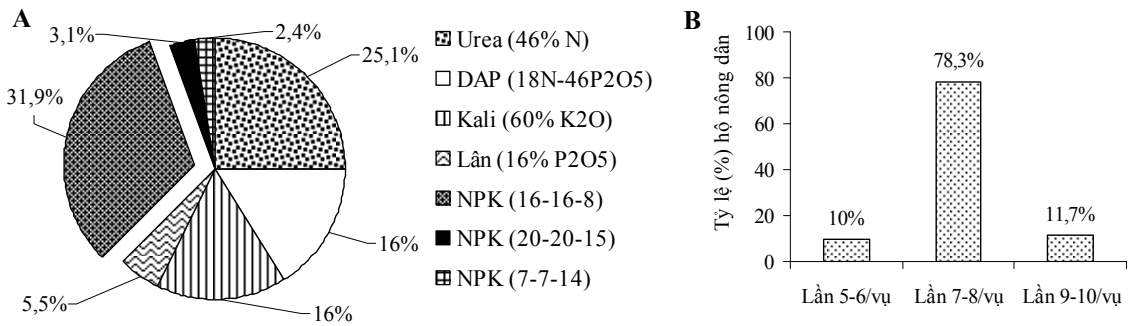 A
3,1%
2,4%
25,1%
31,9%
16%
5,5%
16%
Urea (46% N)
DAP (18N-46P2O5)
Kali (60% K2O)
Lân (16% P2O5)
NPK (16-16-8)
NPK (20-20-15)
NPK (7-7-14)
B
Tỷ lệ (%) hộ nông dân
100
80
60
40
20
0
10%
78,3%
11,7%
Lần 5-6/vụ
Lần 7-8/vụ
Lần 9-10/vụ